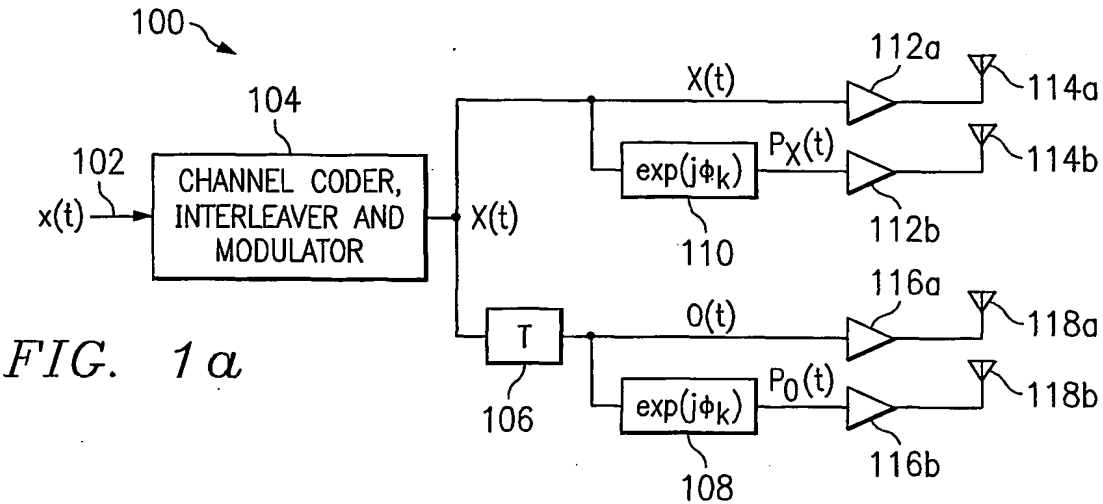 100
104
102
x(t)
CHANNEL CODER,
INTERLEAVER AND
MODULATOR
X(t)
X(t)
112a
114a
exp(jΦk)
PX(t)
114b
110
112b
116a
T
O(t)
118a
106
exp(jΦk)
PO(t)
118b
108
116b
FIG. 1a